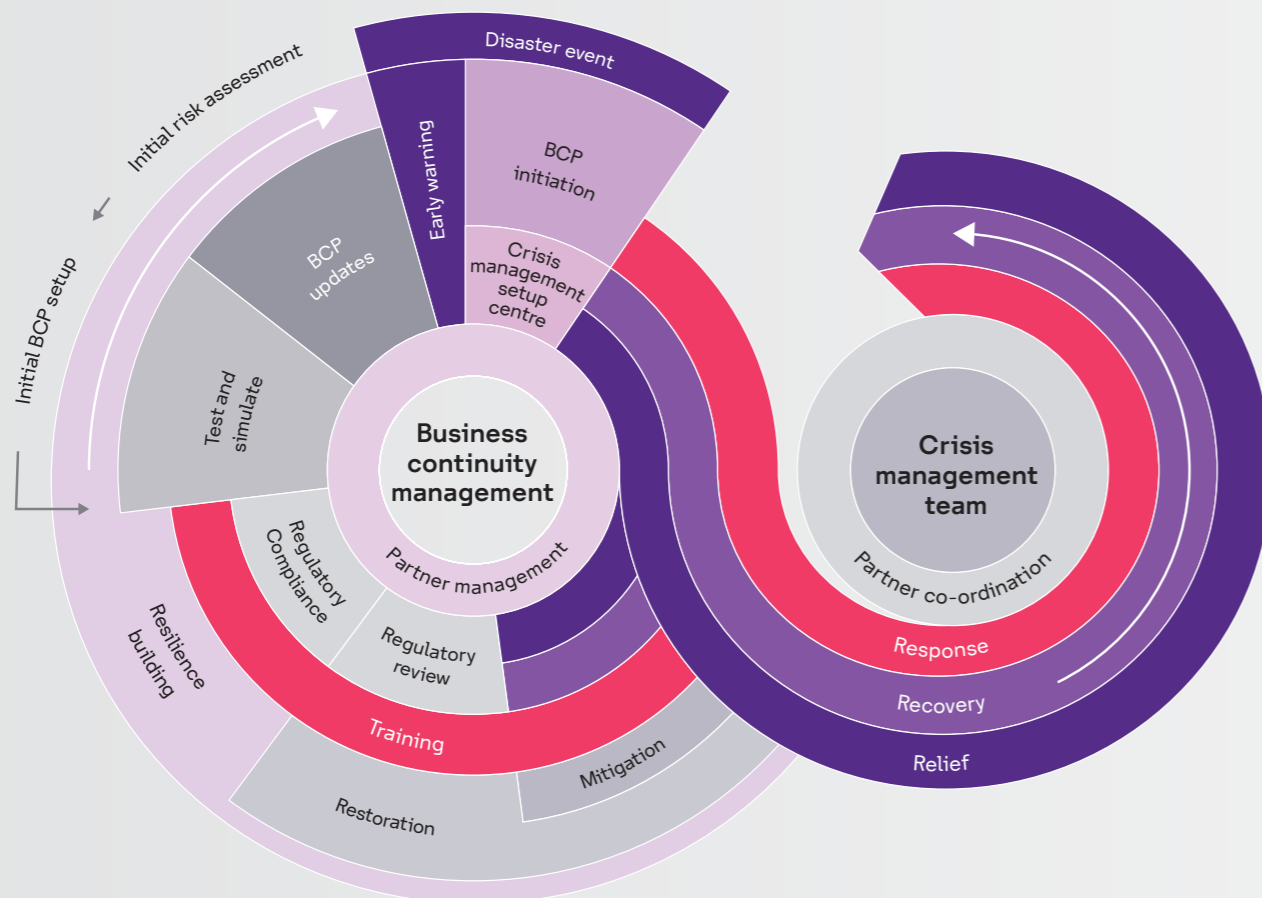 Disaster event
Initial risk assessment
Initial BCP setup
Early warning
BCP
initiation
Crisis
management
setup
centre
BCP
updates
Test and
simulate
Business
continuity
management
Partner management
Regulatory
Compliance
Regulatory
review
Resilience
building
Training
Mitigation
Restoration
Crisis
management
team
Partner co-ordination
Response
Recovery
Relief